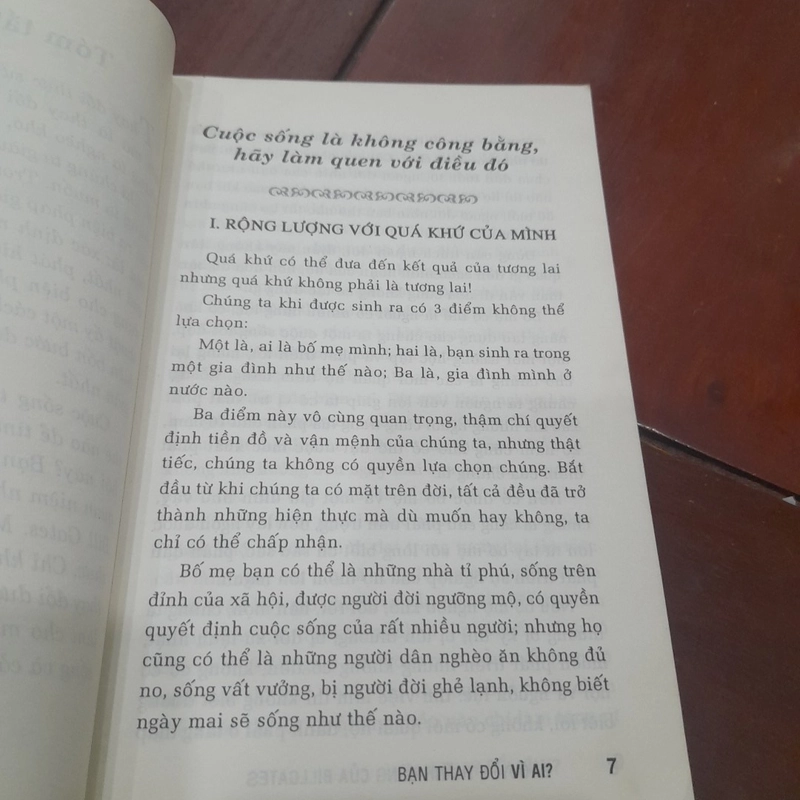 Tóm tắ
Cuộc sống là không công bằng,
hãy làm quen với điều đó
I. RỘNG LƯỢNG VỚI QUÁ KHỨ CỦA MÌNH
Quá khứ có thể đưa đến kết quả của tương lai
nhưng quá khứ không phải là tương lai!
Chúng ta khi được sinh ra có 3 điểm không thể
lựa chọn:
Một là, ai là bố mẹ mình; hai là, bạn sinh ra trong
một gia đình như thế nào; Ba là, gia đình mình ở
nước nào.
Ba điểm này vô cùng quan trọng, thậm chí quyết
định tiền đồ và vận mệnh của chúng ta, nhưng thật
tiếc, chúng ta không có quyền lựa chọn chúng. Bắt
đầu từ khi chúng ta có mặt trên đời, tất cả đều đã trở
thành những hiện thực mà dù muốn hay không, ta
chỉ có thể chấp nhận.
Bố mẹ bạn có thể là những nhà tỉ phú, sống trên
đỉnh của xã hội, được người đời ngưỡng mộ, có quyền
quyết định cuộc sống của rất nhiều người; nhưng họ
cũng có thể là những người dân nghèo ăn không đủ
no, sống vất vưởng, bị người đời ghẻ lạnh, không biết
ngày mai sẽ sống như thế nào.
BẠN THAY ĐỔI VÌ AI? 7